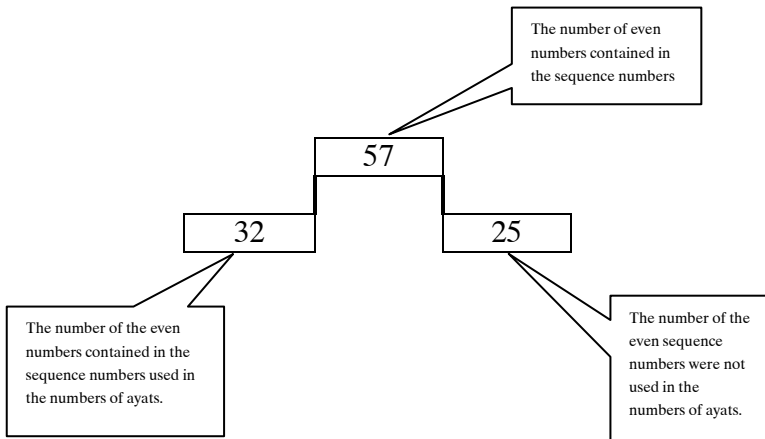 The number of even
numbers contained in
the sequence numbers
57
32
25
The number of the even
numbers contained in the
sequence numbers used in
the numbers of ayats.
The number of the
even sequence
numbers were not
used in the
numbers of ayats.